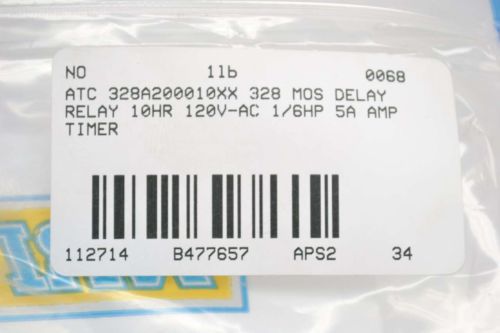 NO 1lb 0068
ATC 328A200010XX 328 MOS DELAY
RELAY 10HR 120V-AC 1/6HP 5A AMP
TIMER
112714 B477657 APS2 34